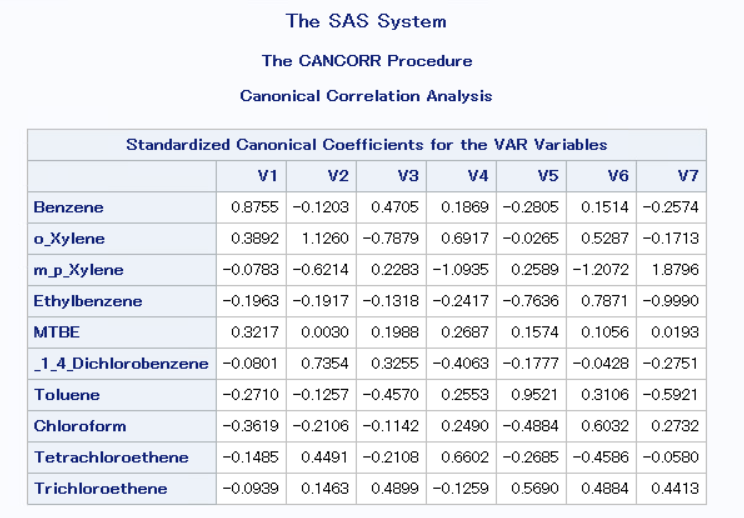 The SAS System
The CANCORR Procedure
Canonical Correlation Analysis
Standardized Canonical Coefficients for the VAR Variables
V1 V2 V3 V4 V5 V6 V7
Benzene 0.8755 -0.1203 0.4705 0.1869 -0.2805 0.1514 -0.2574
o_Xylene 0.3892 1.1260 -0.7879 0.6917 -0.0265 0.5287 -0.1713
m_p_Xylene -0.0783 -0.6214 0.2283 -1.0935 0.2589 -1.2072 1.8796
Ethylbenzene -0.1963 -0.1917 -0.1318 -0.2417 -0.7636 0.7871 -0.9990
MTBE 0.3217 0.0030 0.1988 0.2687 0.1574 0.1056 0.0193
_1_4_Dichlorobenzene -0.0801 0.7354 0.3255 -0.4063 -0.1777 -0.0428 -0.2751
Toluene -0.2710 -0.1257 -0.4570 0.2553 0.9521 0.3106 -0.5921
Chloroform -0.3619 -0.2106 -0.1142 0.2490 -0.4884 0.6032 0.2732
Tetrachloroethene -0.1485 0.4491 -0.2108 0.6602 -0.2685 -0.4586 -0.0580
Trichloroethene -0.0939 0.1463 0.4899 -0.1259 0.5690 0.4884 0.4413